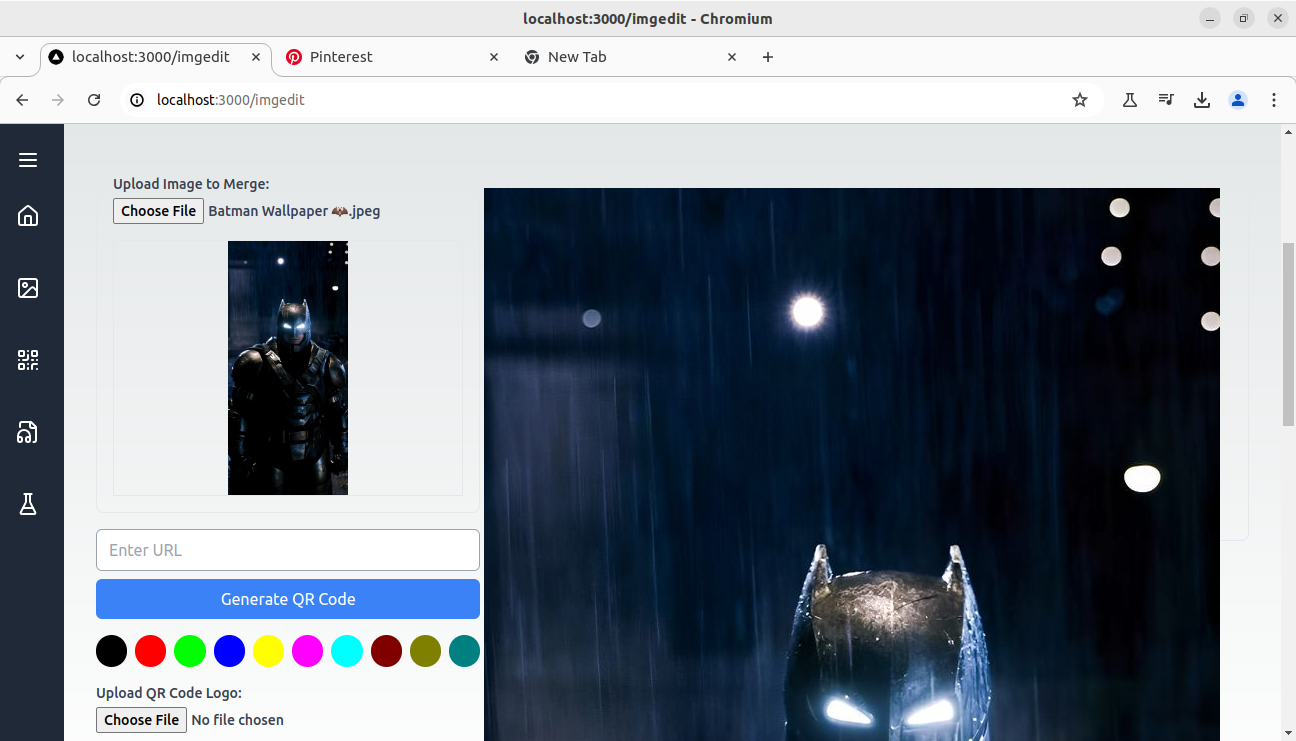 localhost:3000/imgedit - Chromium
localhost:3000/imgedit
Pinterest
New Tab
localhost:3000/imgedit
Upload Image to Merge:
Choose File Batman Wallpaper 🦇.jpeg
Enter URL
Generate QR Code
Upload QR Code Logo:
Choose File No file chosen